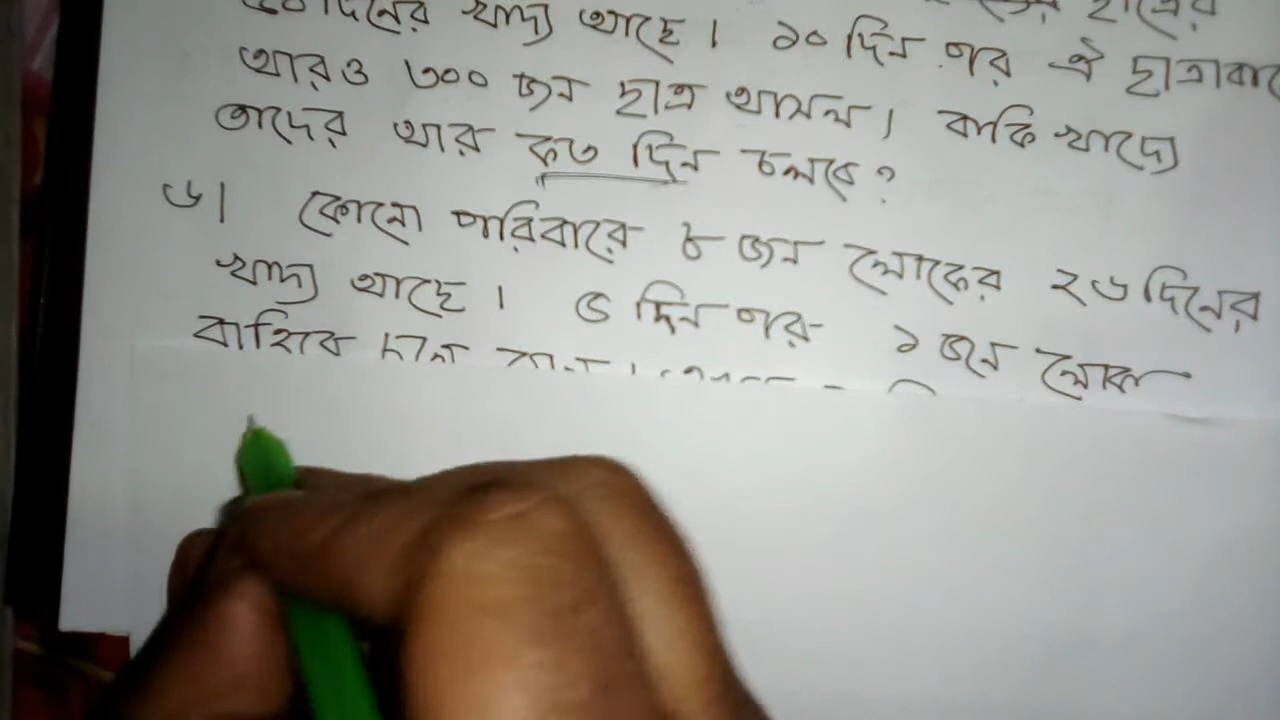 দিনের খাদ্য আছে। ১০ দিন পর ঐ
আরও ৩০০ জন ছাত্র আসল। বাকি খাদ্যে
তাদের আর কত দিন চলবে?
৬। কোনো পরিবারে ৮ জন লোকের ২৬ দিনের
খাদ্য আছে। ৫ দিন পর ১ জন লোক
বাহিরে